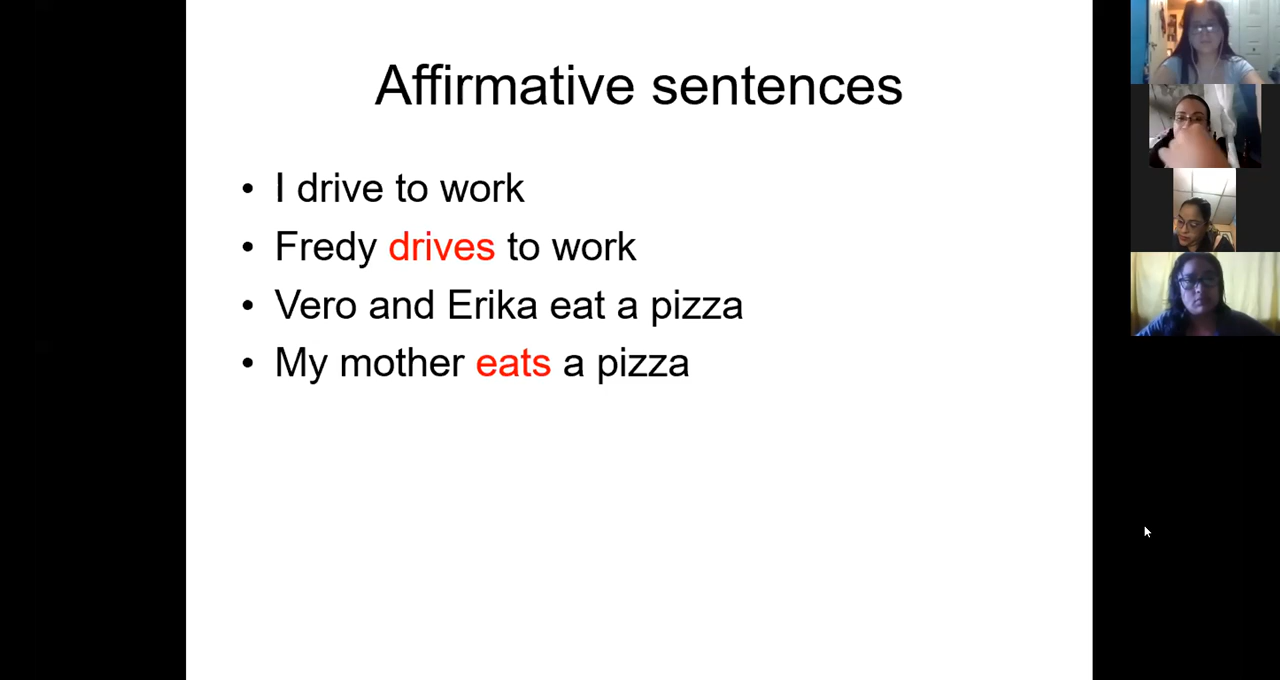 Affirmative sentences
• I drive to work
• Fredy drives to work
• Vero and Erika eat a pizza
• My mother eats a pizza